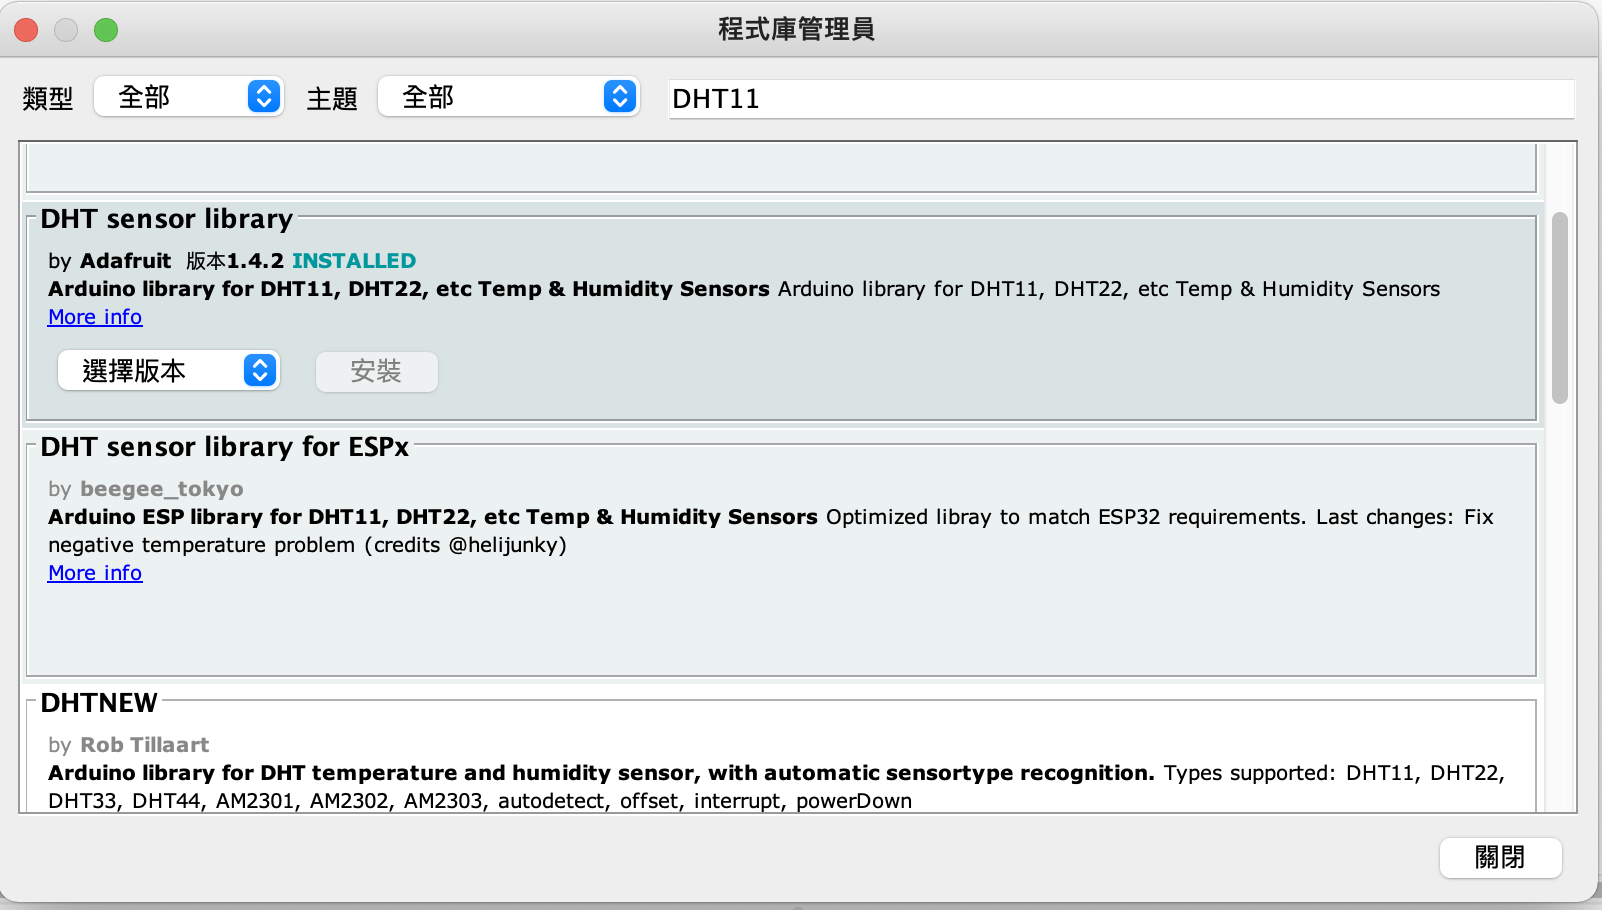 程式庫管理員
類型 全部 主題 全部 DHT11
DHT sensor library
by Adafruit 版本1.4.2 INSTALLED
Arduino library for DHT11, DHT22, etc Temp & Humidity Sensors Arduino library for DHT11, DHT22, etc Temp & Humidity Sensors
More info
選擇版本 安裝
DHT sensor library for ESPx
by beegee_tokyo
Arduino ESP library for DHT11, DHT22, etc Temp & Humidity Sensors Optimized libray to match ESP32 requirements. Last changes: Fix
negative temperature problem (credits @helijunky)
More info
DHTNEW
by Rob Tillaart
Arduino library for DHT temperature and humidity sensor, with automatic sensortype recognition. Types supported: DHT11, DHT22,
DHT33, DHT44, AM2301, AM2302, AM2303, autodetect, offset, interrupt, powerDown
關閉